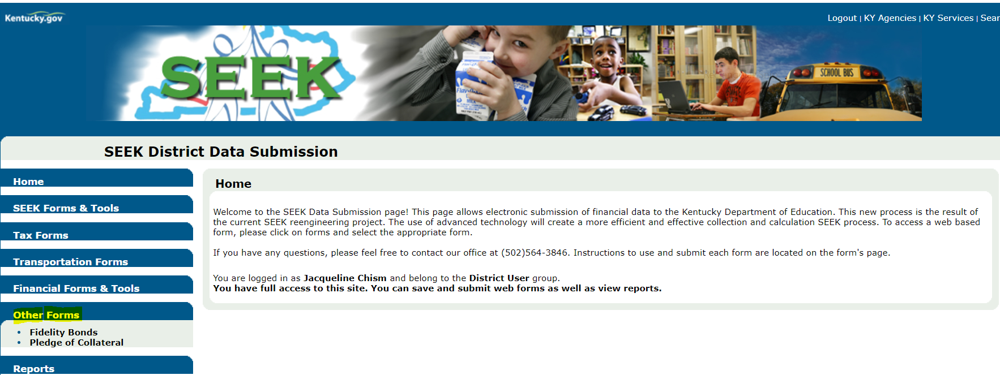 Kentucky.gov
Logout | KY Agencies | KY Services | Sear
SEEK
SCHOOL BUS
SEEK District Data Submission
Home
SEEK Forms & Tools
Tax Forms
Transportation Forms
Financial Forms & Tools
Other Forms
• Fidelity Bonds
• Pledge of Collateral
Reports
Home
Welcome to the SEEK Data Submission page! This page allows electronic submission of financial data to the Kentucky Department of Education. This new process is the result of
the current SEEK reengineering project. The use of advanced technology will create a more efficient and effective collection and calculation SEEK process. To access a web based
form, please click on forms and select the appropriate form.
If you have any questions, please feel free to contact our office at (502)564-3846. Instructions to use and submit each form are located on the form's page.
You are logged in as Jacqueline Chism and belong to the District User group.
You have full access to this site. You can save and submit web forms as well as view reports.